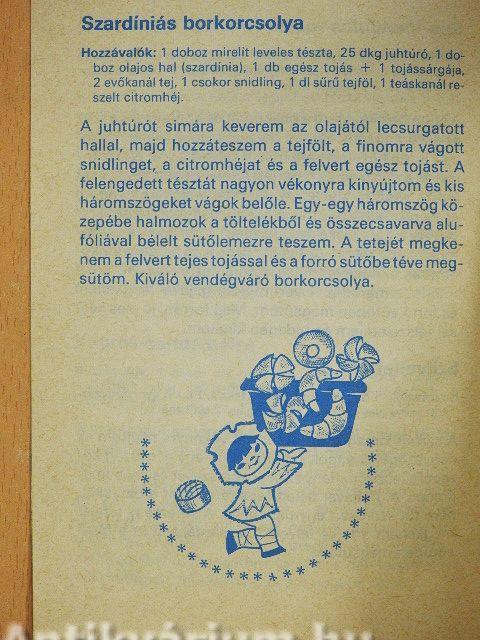 Szardíniás borkorcsolya
Hozzávalók: 1 doboz mirelit leveles tészta, 25 dkg juhtúró, 1 do-
boz olajos hal (szardínia), 1 db egész tojás + 1 tojássárgája,
2 evőkanál tej, 1 csokor snidling, 1 dl sűrű tejföl, 1 teáskanál re-
szelt citromhéj.
A juhtúrót simára keverem az olajától lecsurgatott
hallal, majd hozzáteszem a tejfölt, a finomra vágott
snidlinget, a citromhéjat és a felvert egész tojást. A
felengedett tésztát nagyon vékonyra kinyújtom és kis
háromszögeket vágok belőle. Egy-egy háromszög kö-
zepébe halmozok a töltelékből és összecsavarva alu-
fóliával bélelt sütőlemezre teszem. A tetejét megke-
nem a felvert tejes tojással és a forró sütőbe téve meg-
sütöm. Kiváló vendégváró borkorcsolya.
Antikvárium.hu